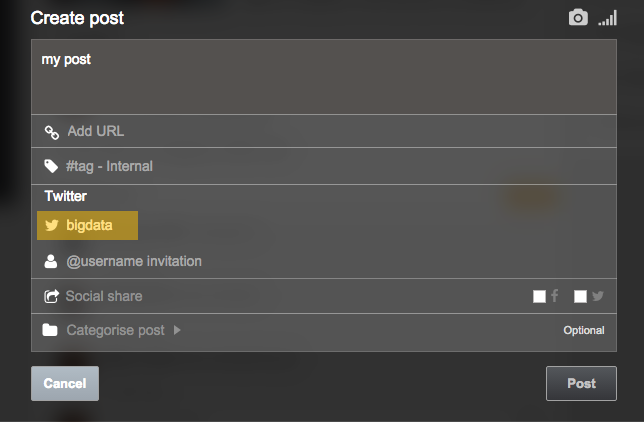 Create post
my post
Add URL
#tag - Internal
Twitter
bigdata
@username invitation
Social share
Categorise post
Optional
Cancel
Post